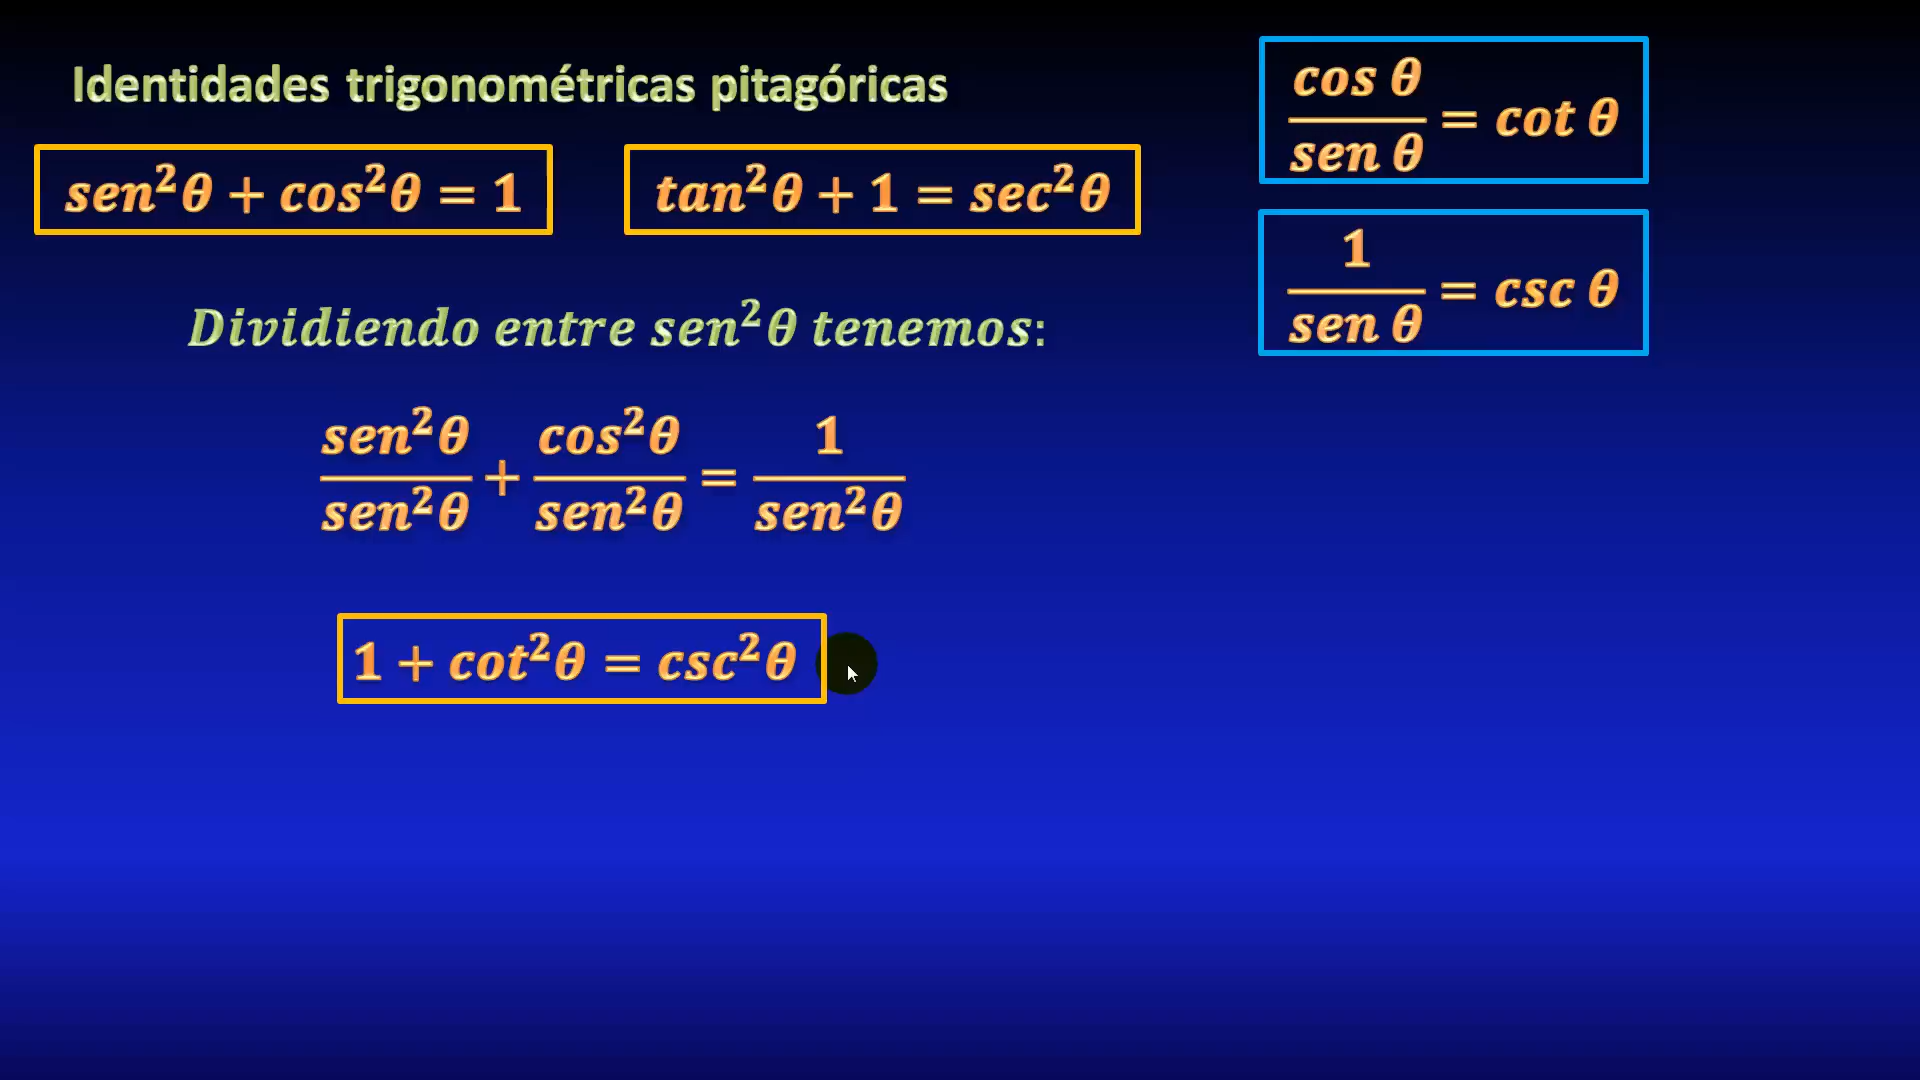 Identidades trigonométricas pitagóricas
sen²θ + cos²θ = 1
tan²θ + 1 = sec²θ
cos θ / sen θ = cot θ
1 / sen θ = csc θ
Dividiendo entre sen²θ tenemos:
sen²θ / sen²θ + cos²θ / sen²θ = 1 / sen²θ
1 + cot²θ = csc²θ